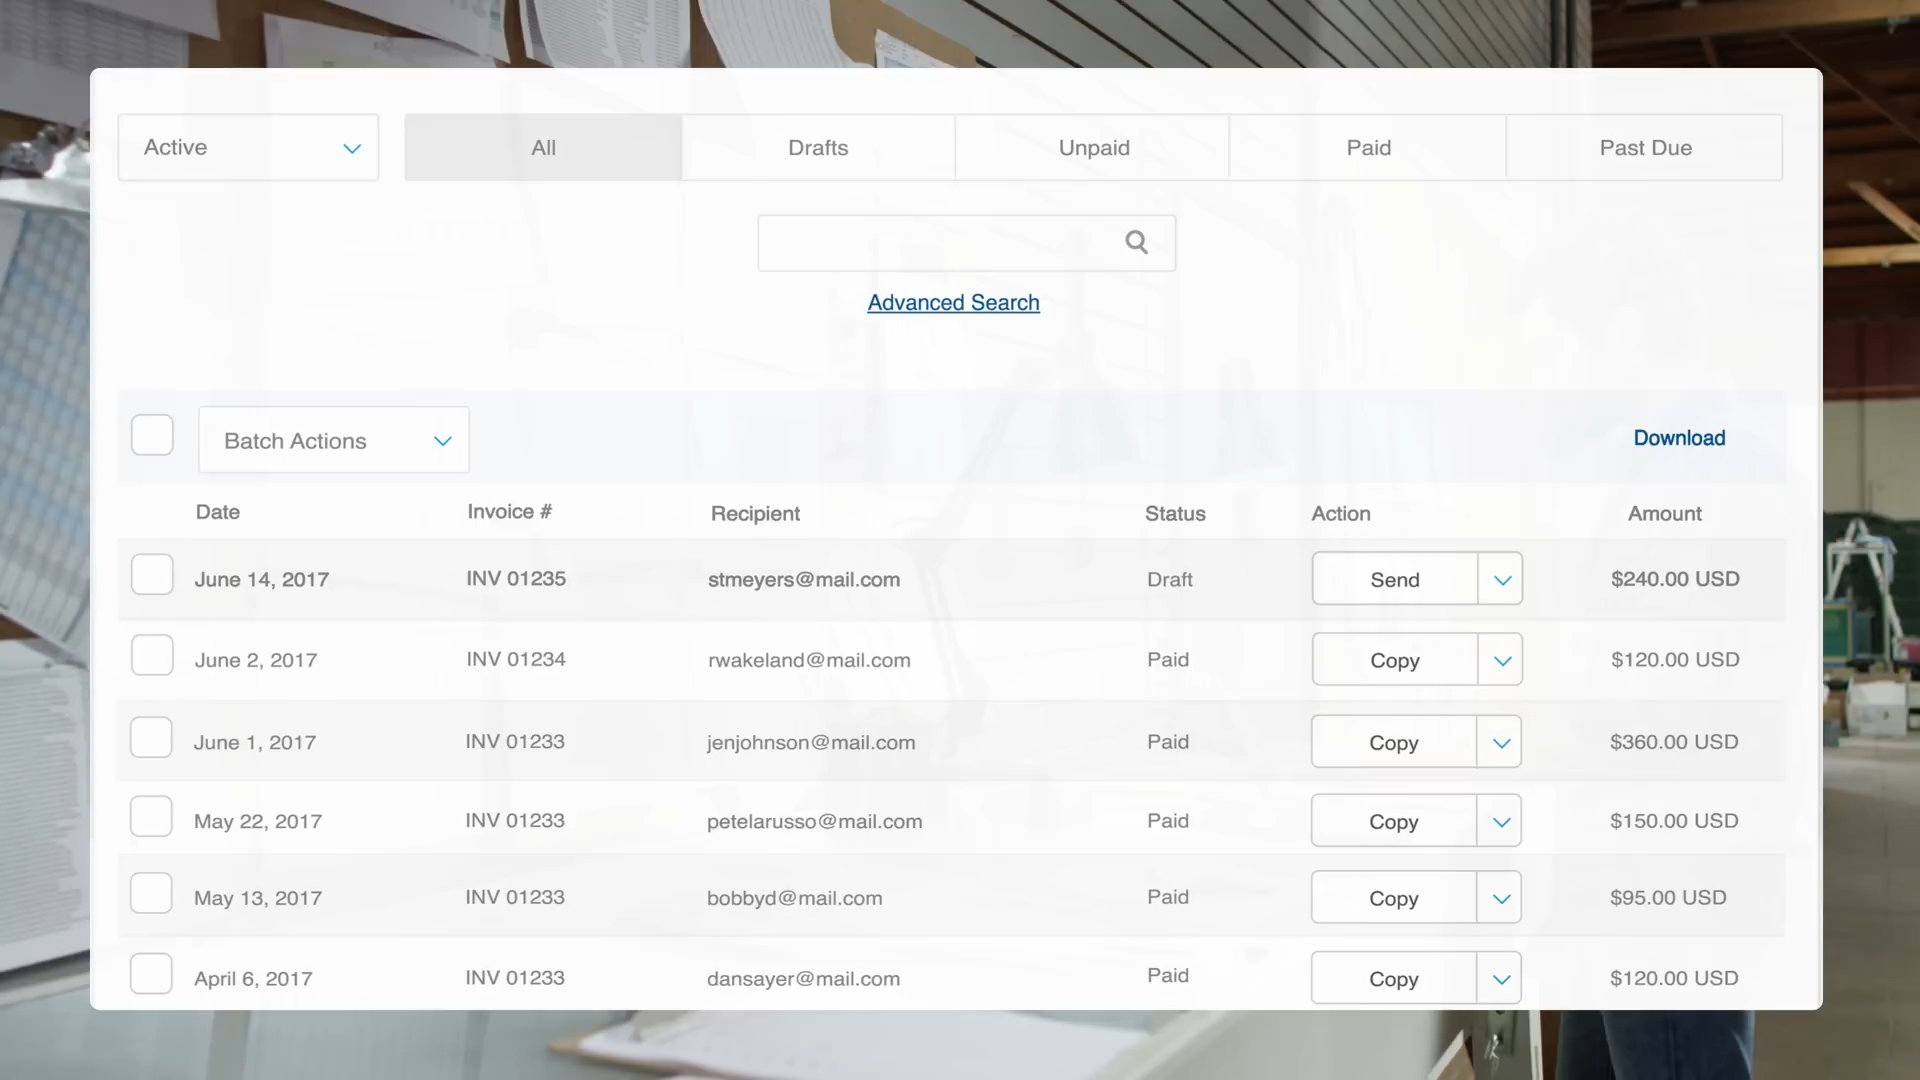 Active All Drafts Unpaid Paid Past Due
Advanced Search
Batch Actions Download
Date Invoice # Recipient Status Action Amount
June 14, 2017 INV 01235 stmeyers@mail.com Draft Send $240.00 USD
June 2, 2017 INV 01234 rwakeland@mail.com Paid Copy $120.00 USD
June 1, 2017 INV 01233 jenjohnson@mail.com Paid Copy $360.00 USD
May 22, 2017 INV 01233 petelarusso@mail.com Paid Copy $150.00 USD
May 13, 2017 INV 01233 bobbyd@mail.com Paid Copy $95.00 USD
April 6, 2017 INV 01233 dansayer@mail.com Paid Copy $120.00 USD